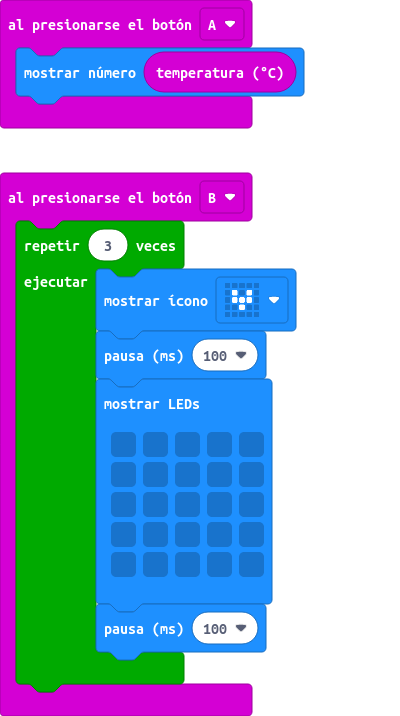 al presionarse el botón A
mostrar número temperatura (°C)
al presionarse el botón B
repetir 3 veces
ejecutar
mostrar ícono
pausa (ms) 100
mostrar LEDs
pausa (ms) 100